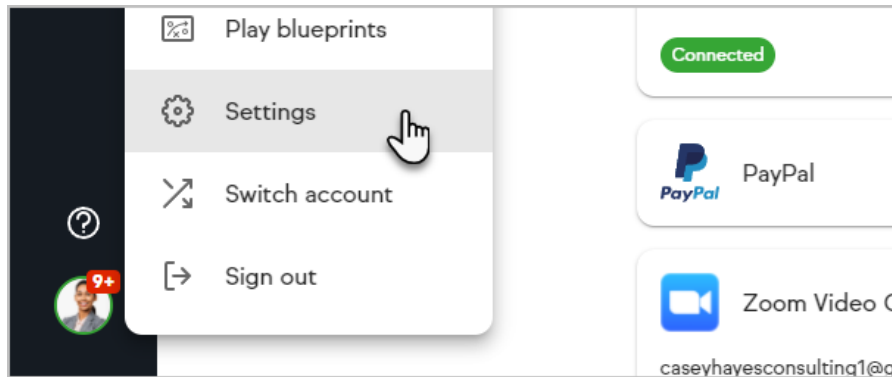 Play blueprints
Settings
Switch account
Sign out
9+
Connected
PayPal
PayPal
Zoom Video
caseyhayesconsulting1@